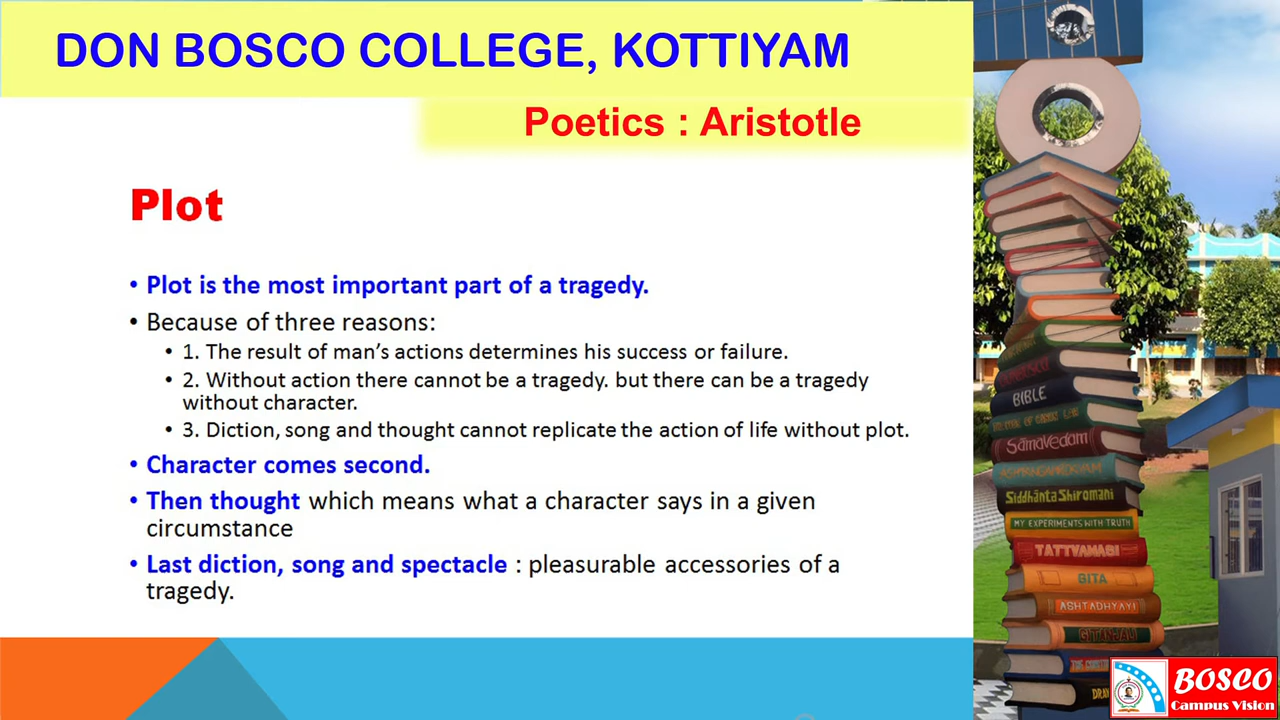 DON BOSCO COLLEGE, KOTTIYAM
Poetics : Aristotle
Plot
• Plot is the most important part of a tragedy.
• Because of three reasons:
• 1. The result of man's actions determines his success or failure.
• 2. Without action there cannot be a tragedy. but there can be a tragedy
without character.
• 3. Diction, song and thought cannot replicate the action of life without plot.
• Character comes second.
• Then thought which means what a character says in a given
circumstance
• Last diction, song and spectacle : pleasurable accessories of a
tragedy.
BIBLE
Sāmavedam
Siddhānta Shiromani
MY EXPERIMENTS WITH TRUTH
TATTVAMASI
GITA
ASHTADHYAYI
GITANJALI
BOSCO
Campus Vision